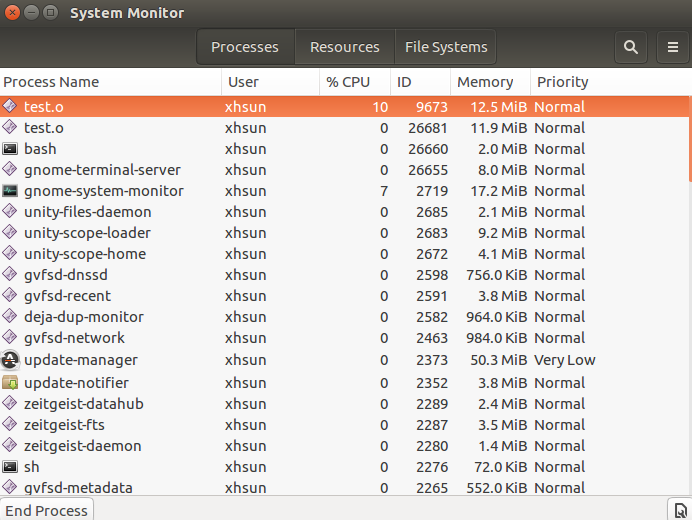 System Monitor
Processes Resources File Systems
Process Name User % CPU ID Memory Priority
test.o xhsun 10 9673 12.5 MiB Normal
test.o xhsun 0 26681 11.9 MiB Normal
bash xhsun 0 26660 2.0 MiB Normal
gnome-terminal-server xhsun 0 26655 8.0 MiB Normal
gnome-system-monitor xhsun 7 2719 17.2 MiB Normal
unity-files-daemon xhsun 0 2685 2.1 MiB Normal
unity-scope-loader xhsun 0 2683 9.2 MiB Normal
unity-scope-home xhsun 0 2672 4.1 MiB Normal
gvfsd-dnssd xhsun 0 2598 756.0 KiB Normal
gvfsd-recent xhsun 0 2591 3.8 MiB Normal
deja-dup-monitor xhsun 0 2582 964.0 KiB Normal
gvfsd-network xhsun 0 2463 984.0 KiB Normal
update-manager xhsun 0 2373 50.3 MiB Very Low
update-notifier xhsun 0 2352 3.8 MiB Normal
zeitgeist-datahub xhsun 0 2289 2.4 MiB Normal
zeitgeist-fts xhsun 0 2287 3.5 MiB Normal
zeitgeist-daemon xhsun 0 2280 1.4 MiB Normal
sh xhsun 0 2276 72.0 KiB Normal
gvfsd-metadata xhsun 0 2265 552.0 KiB Normal
End Process